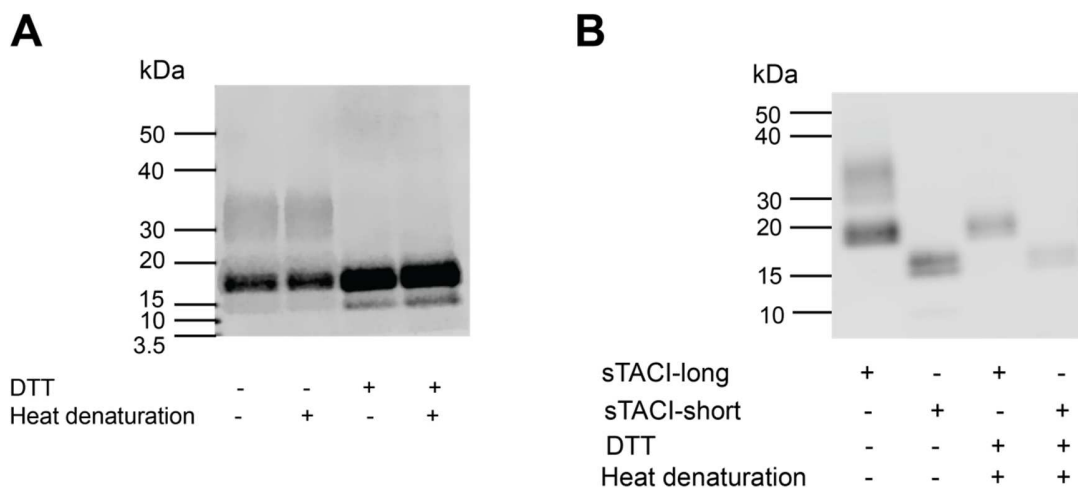 A
kDa
50
40
30
20
15
10
3.5
DTT - - + +
Heat denaturation - + - +
B
kDa
50
40
30
20
15
10
sTACI-long + - + -
sTACI-short - + - +
DTT - - + +
Heat denaturation - - + +